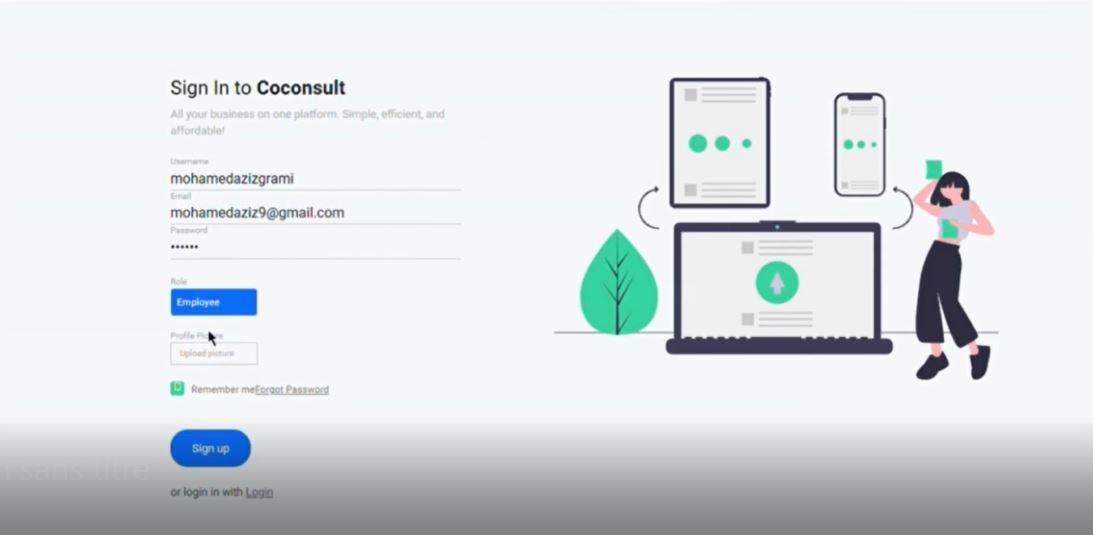 Sign In to Coconsult
All your business on one platform. Simple, efficient, and
affordable!
Username
mohamedazizgrami
Email
mohamedaziz9@gmail.com
Password
••••••
Role
Employee
Profile Picture
Upload picture
Remember meForgot Password
Sign up
sans titre
or login in with Login